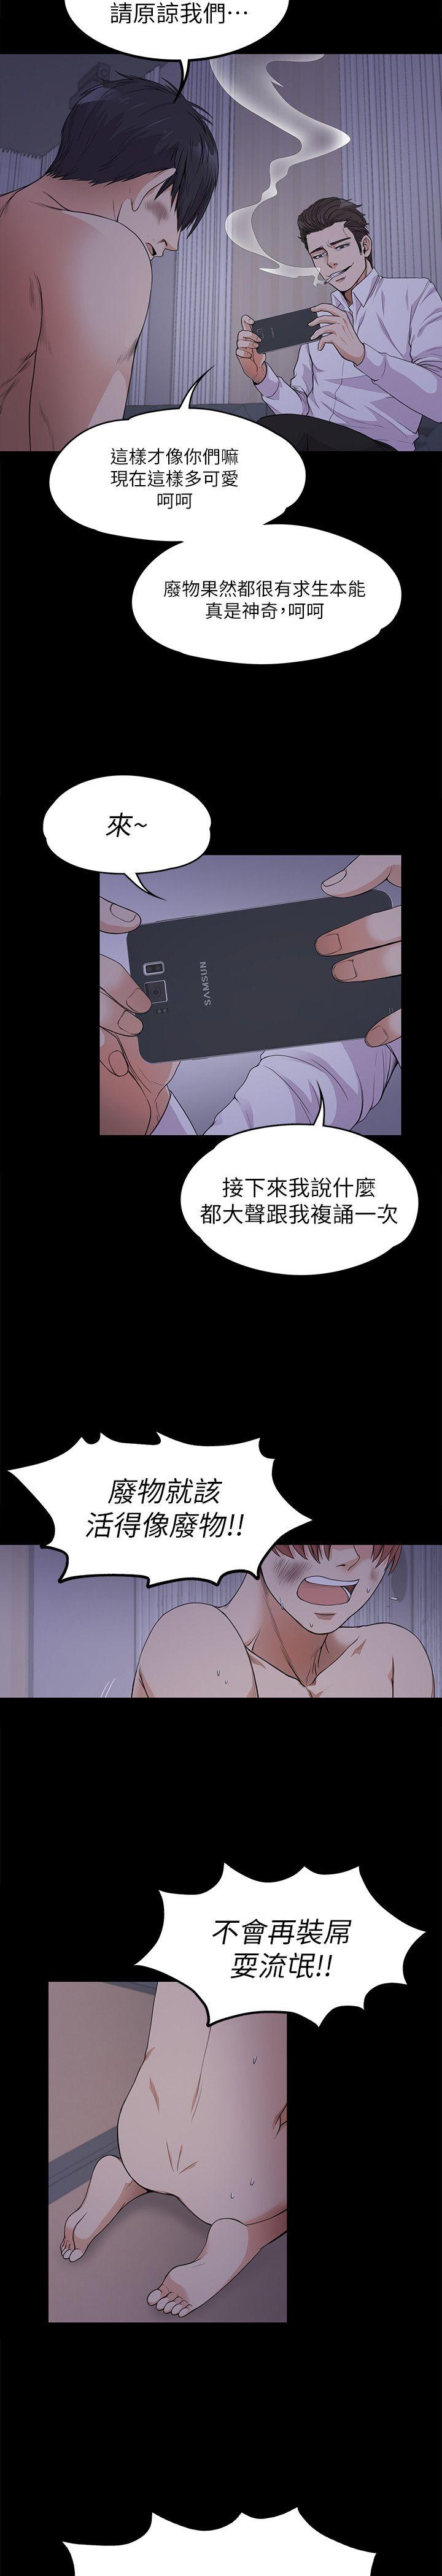 請原諒我們⋯
這樣才像你們嘛
現在這樣多可愛
呵呵
廢物果然都很有求生本能
真是神奇,呵呵
來~
SAMSUNG
接下來我說什麼
都大聲跟我複誦一次
廢物就該
活得像廢物!!
不會再裝屌
耍流氓!!